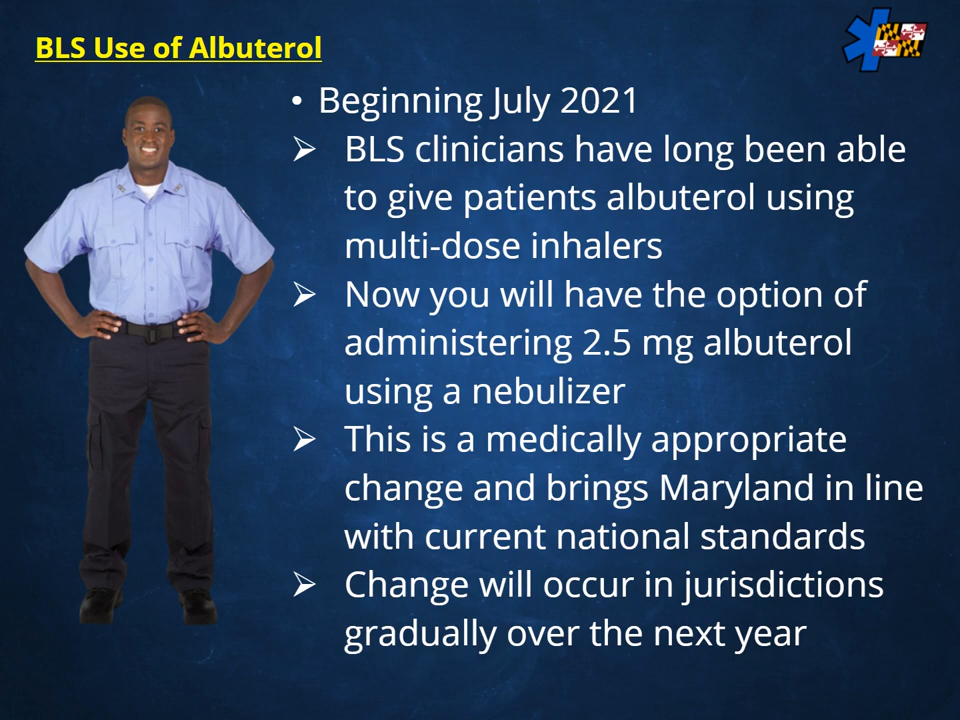 BLS Use of Albuterol
• Beginning July 2021
➢ BLS clinicians have long been able
to give patients albuterol using
multi-dose inhalers
➢ Now you will have the option of
administering 2.5 mg albuterol
using a nebulizer
➢ This is a medically appropriate
change and brings Maryland in line
with current national standards
➢ Change will occur in jurisdictions
gradually over the next year